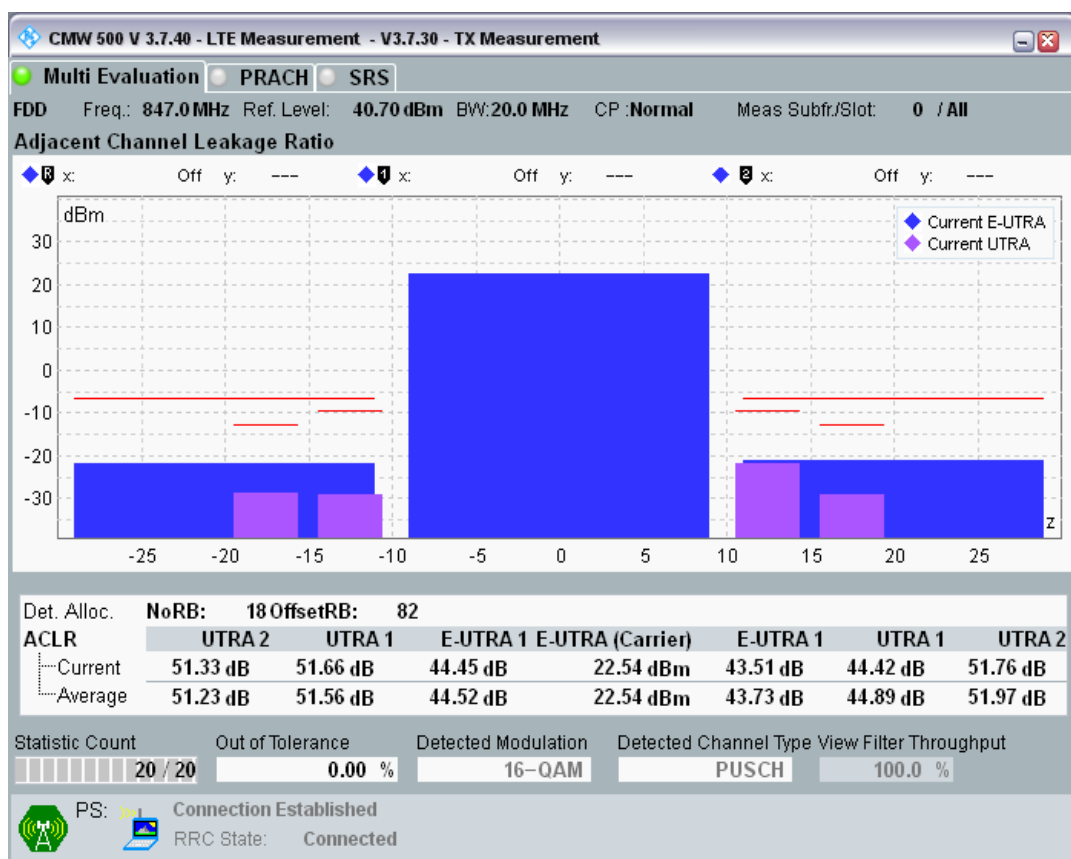 CMW 500 V 3.7.40 - LTE Measurement - V3.7.30 - TX Measurement
Multi Evaluation PRACH SRS
FDD Freq.: 847.0 MHz Ref. Level: 40.70 dBm BW:20.0 MHz CP :Normal Meas Subfr./Slot: 0 / All
Adjacent Channel Leakage Ratio
R x: Off y: --- 1 x: Off y: --- 2 x: Off y: ---
dBm
Current E-UTRA
Current UTRA
30
20
10
0
-10
-20
-30
z
-25 -20 -15 -10 -5 0 5 10 15 20 25
Det. Alloc. NoRB: 18 OffsetRB: 82
ACLR UTRA 2 UTRA 1 E-UTRA 1 E-UTRA (Carrier) E-UTRA 1 UTRA 1 UTRA 2
Current 51.33 dB 51.66 dB 44.45 dB 22.54 dBm 43.51 dB 44.42 dB 51.76 dB
Average 51.23 dB 51.56 dB 44.52 dB 22.54 dBm 43.73 dB 44.89 dB 51.97 dB
Statistic Count Out of Tolerance Detected Modulation Detected Channel Type View Filter Throughput
20 / 20 0.00 % 16-QAM PUSCH 100.0 %
PS: Connection Established
RRC State: Connected